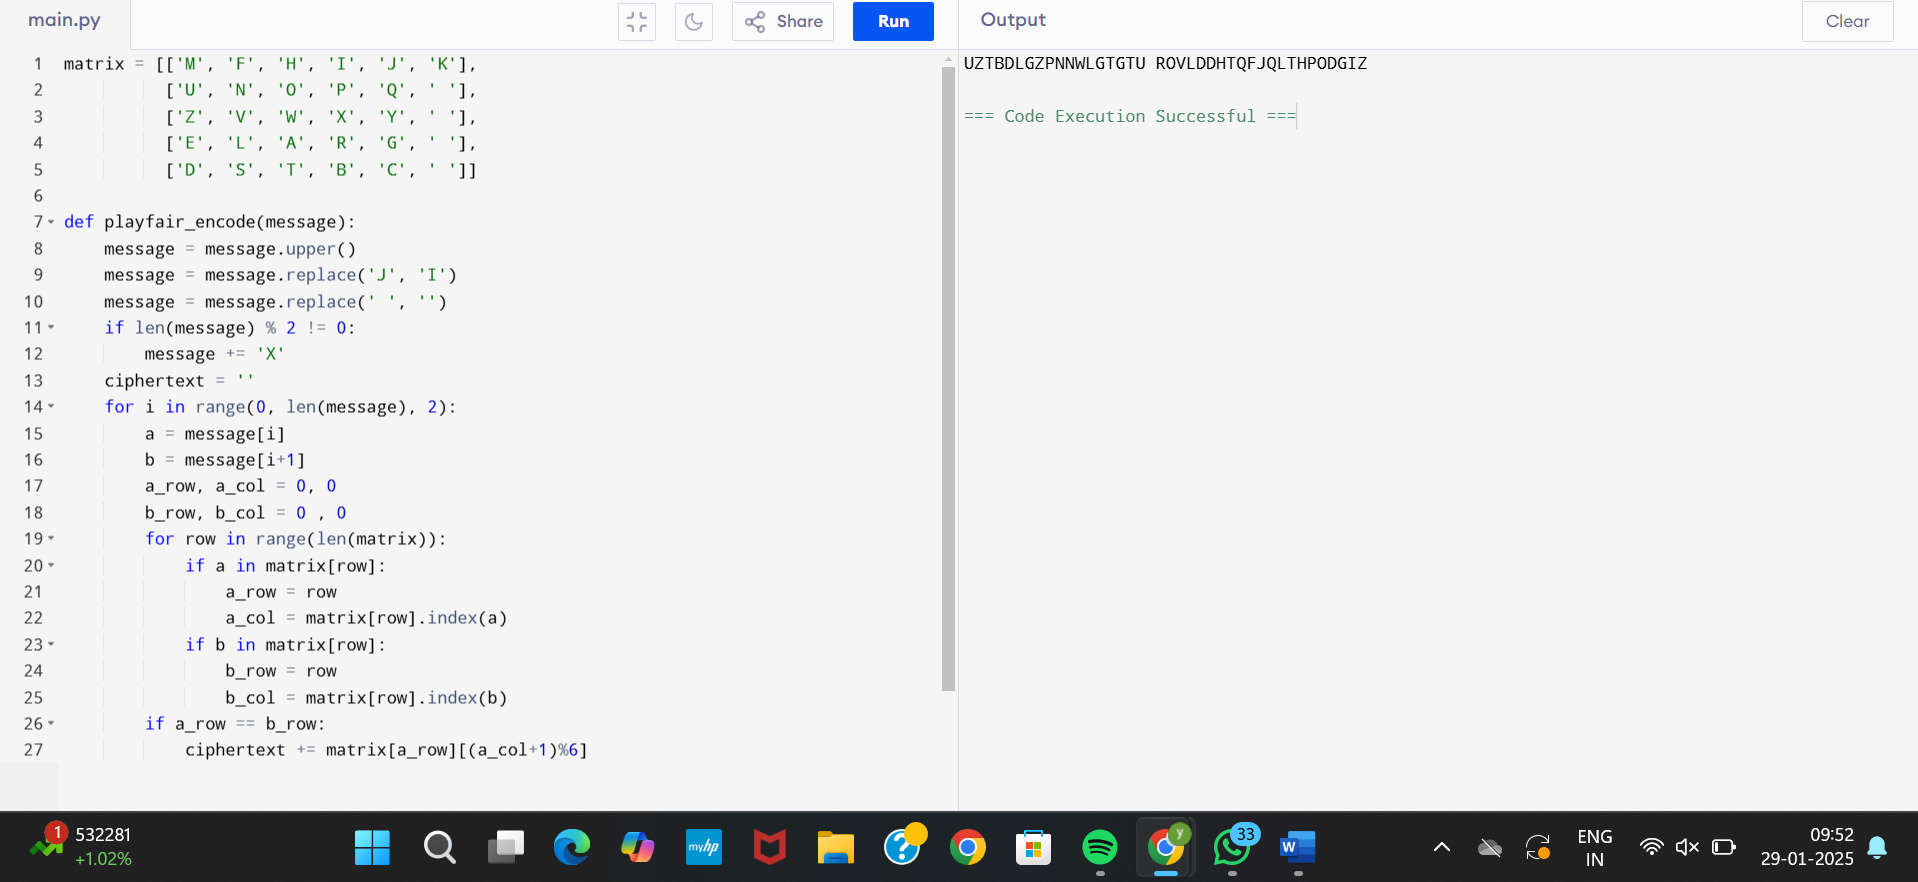 main.py
Share
Run
Output
Clear
1 matrix = [['M', 'F', 'H', 'I', 'J', 'K'],
2           ['U', 'N', 'O', 'P', 'Q', ' '],
3           ['Z', 'V', 'W', 'X', 'Y', ' '],
4           ['E', 'L', 'A', 'R', 'G', ' '],
5           ['D', 'S', 'T', 'B', 'C', ' ']]
6
7 def playfair_encode(message):
8     message = message.upper()
9     message = message.replace('J', 'I')
10     message = message.replace(' ', '')
11     if len(message) % 2 != 0:
12         message += 'X'
13     ciphertext = ''
14     for i in range(0, len(message), 2):
15         a = message[i]
16         b = message[i+1]
17         a_row, a_col = 0, 0
18         b_row, b_col = 0 , 0
19         for row in range(len(matrix)):
20             if a in matrix[row]:
21                 a_row = row
22                 a_col = matrix[row].index(a)
23             if b in matrix[row]:
24                 b_row = row
25                 b_col = matrix[row].index(b)
26         if a_row == b_row:
27             ciphertext += matrix[a_row][(a_col+1)%6]
UZTBDLGZPNNWLGTGTU ROVLDDHTQFJQLTHPODGIZ
=== Code Execution Successful ===
1
532281
+1.02%
myhp
?
y
33
W
ENG
IN
09:52
29-01-2025